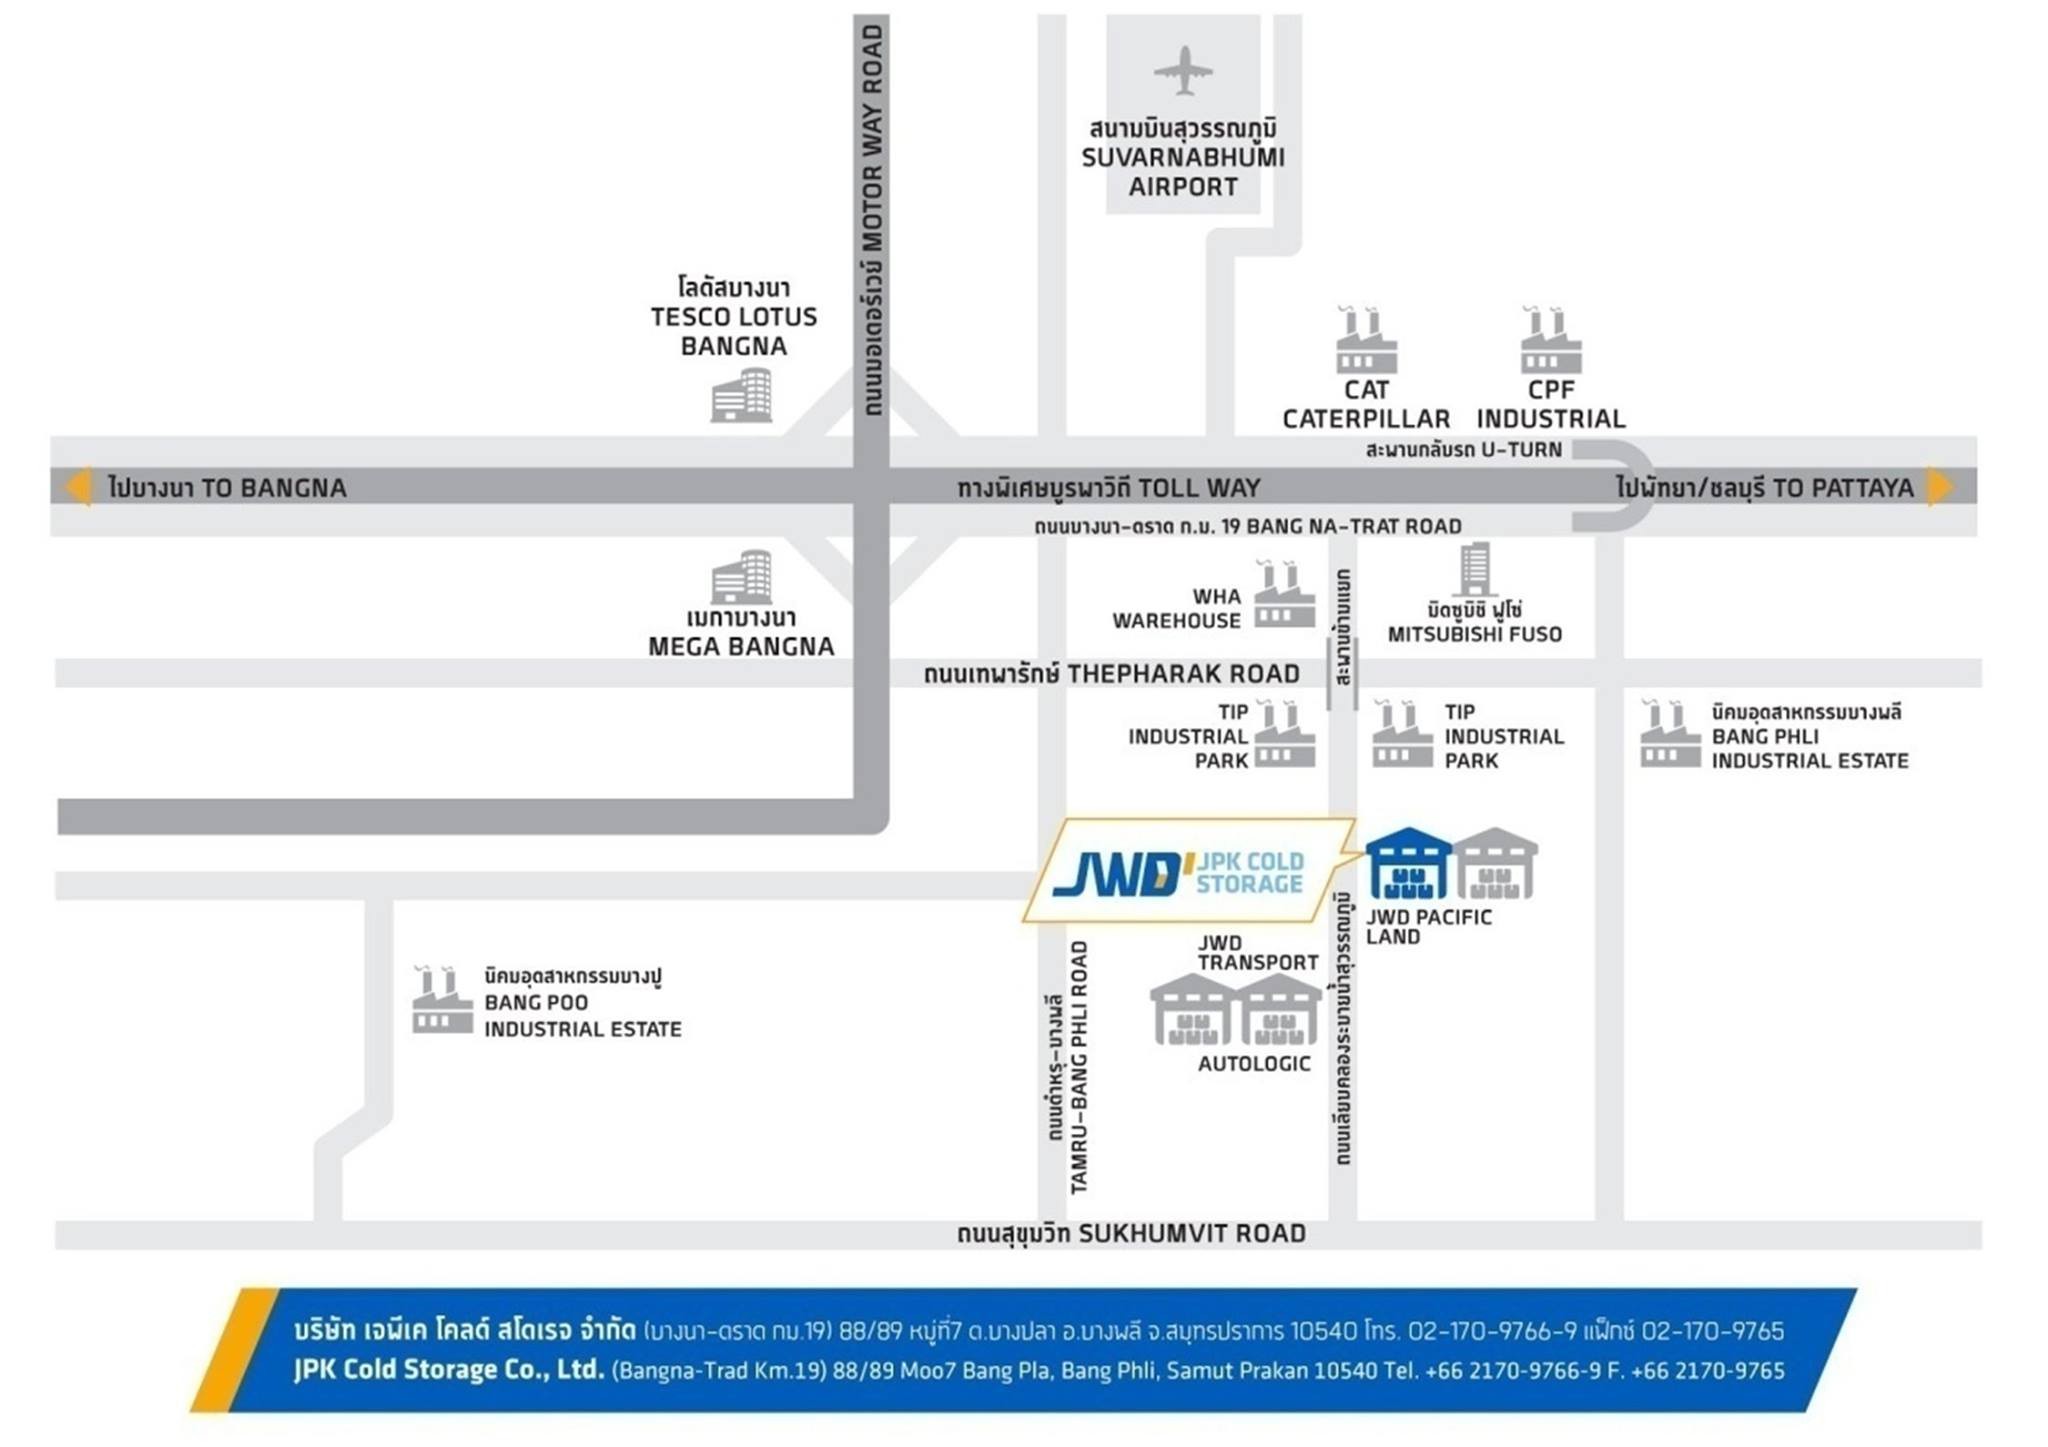 ถนนมอเตอร์เวย์ MOTOR WAY ROAD
สนามบินสุวรรณภูมิ
SUVARNABHUMI
AIRPORT
โลตัสบางนา
TESCO LOTUS
BANGNA
CAT
CATERPILLAR
CPF
INDUSTRIAL
สะพานกลับรถ U-TURN
ไปบางนา TO BANGNA
ทางพิเศษบูรพาวิถี TOLL WAY
ไปพัทยา/ชลบุรี TO PATTAYA
ถนนบางนา-ตราด ก.ม. 19 BANG NA-TRAT ROAD
เมกาบางนา
MEGA BANGNA
WHA
WAREHOUSE
สะพานข้ามแยก
มิตซูบิชิ ฟูโซ่
MITSUBISHI FUSO
ถนนเทพารักษ์ THEPHARAK ROAD
TIP
INDUSTRIAL
PARK
TIP
INDUSTRIAL
PARK
นิคมอุตสาหกรรมบางพลี
BANG PHLI
INDUSTRIAL ESTATE
JWD JPK COLD
STORAGE
JWD PACIFIC
LAND
JWD
TRANSPORT
AUTOLOGIC
นิคมอุตสาหกรรมบางปู
BANG POO
INDUSTRIAL ESTATE
ถนนตำหรุ-บางพลี
TAMRU-BANG PHLI ROAD
ถนนเลียบคลองระบายน้ำสุวรรณภูมิ
ถนนสุขุมวิท SUKHUMVIT ROAD
บริษัท เจพีเค โคลด์ สโตเรจ จำกัด (บางนา-ตราด กม.19) 88/89 หมู่ที่7 ต.บางปลา อ.บางพลี จ.สมุทรปราการ 10540 โทร. 02-170-9766-9 แฟ็กซ์ 02-170-9765
JPK Cold Storage Co., Ltd. (Bangna-Trad Km.19) 88/89 Moo7 Bang Pla, Bang Phli, Samut Prakan 10540 Tel. +66 2170-9766-9 F. +66 2170-9765